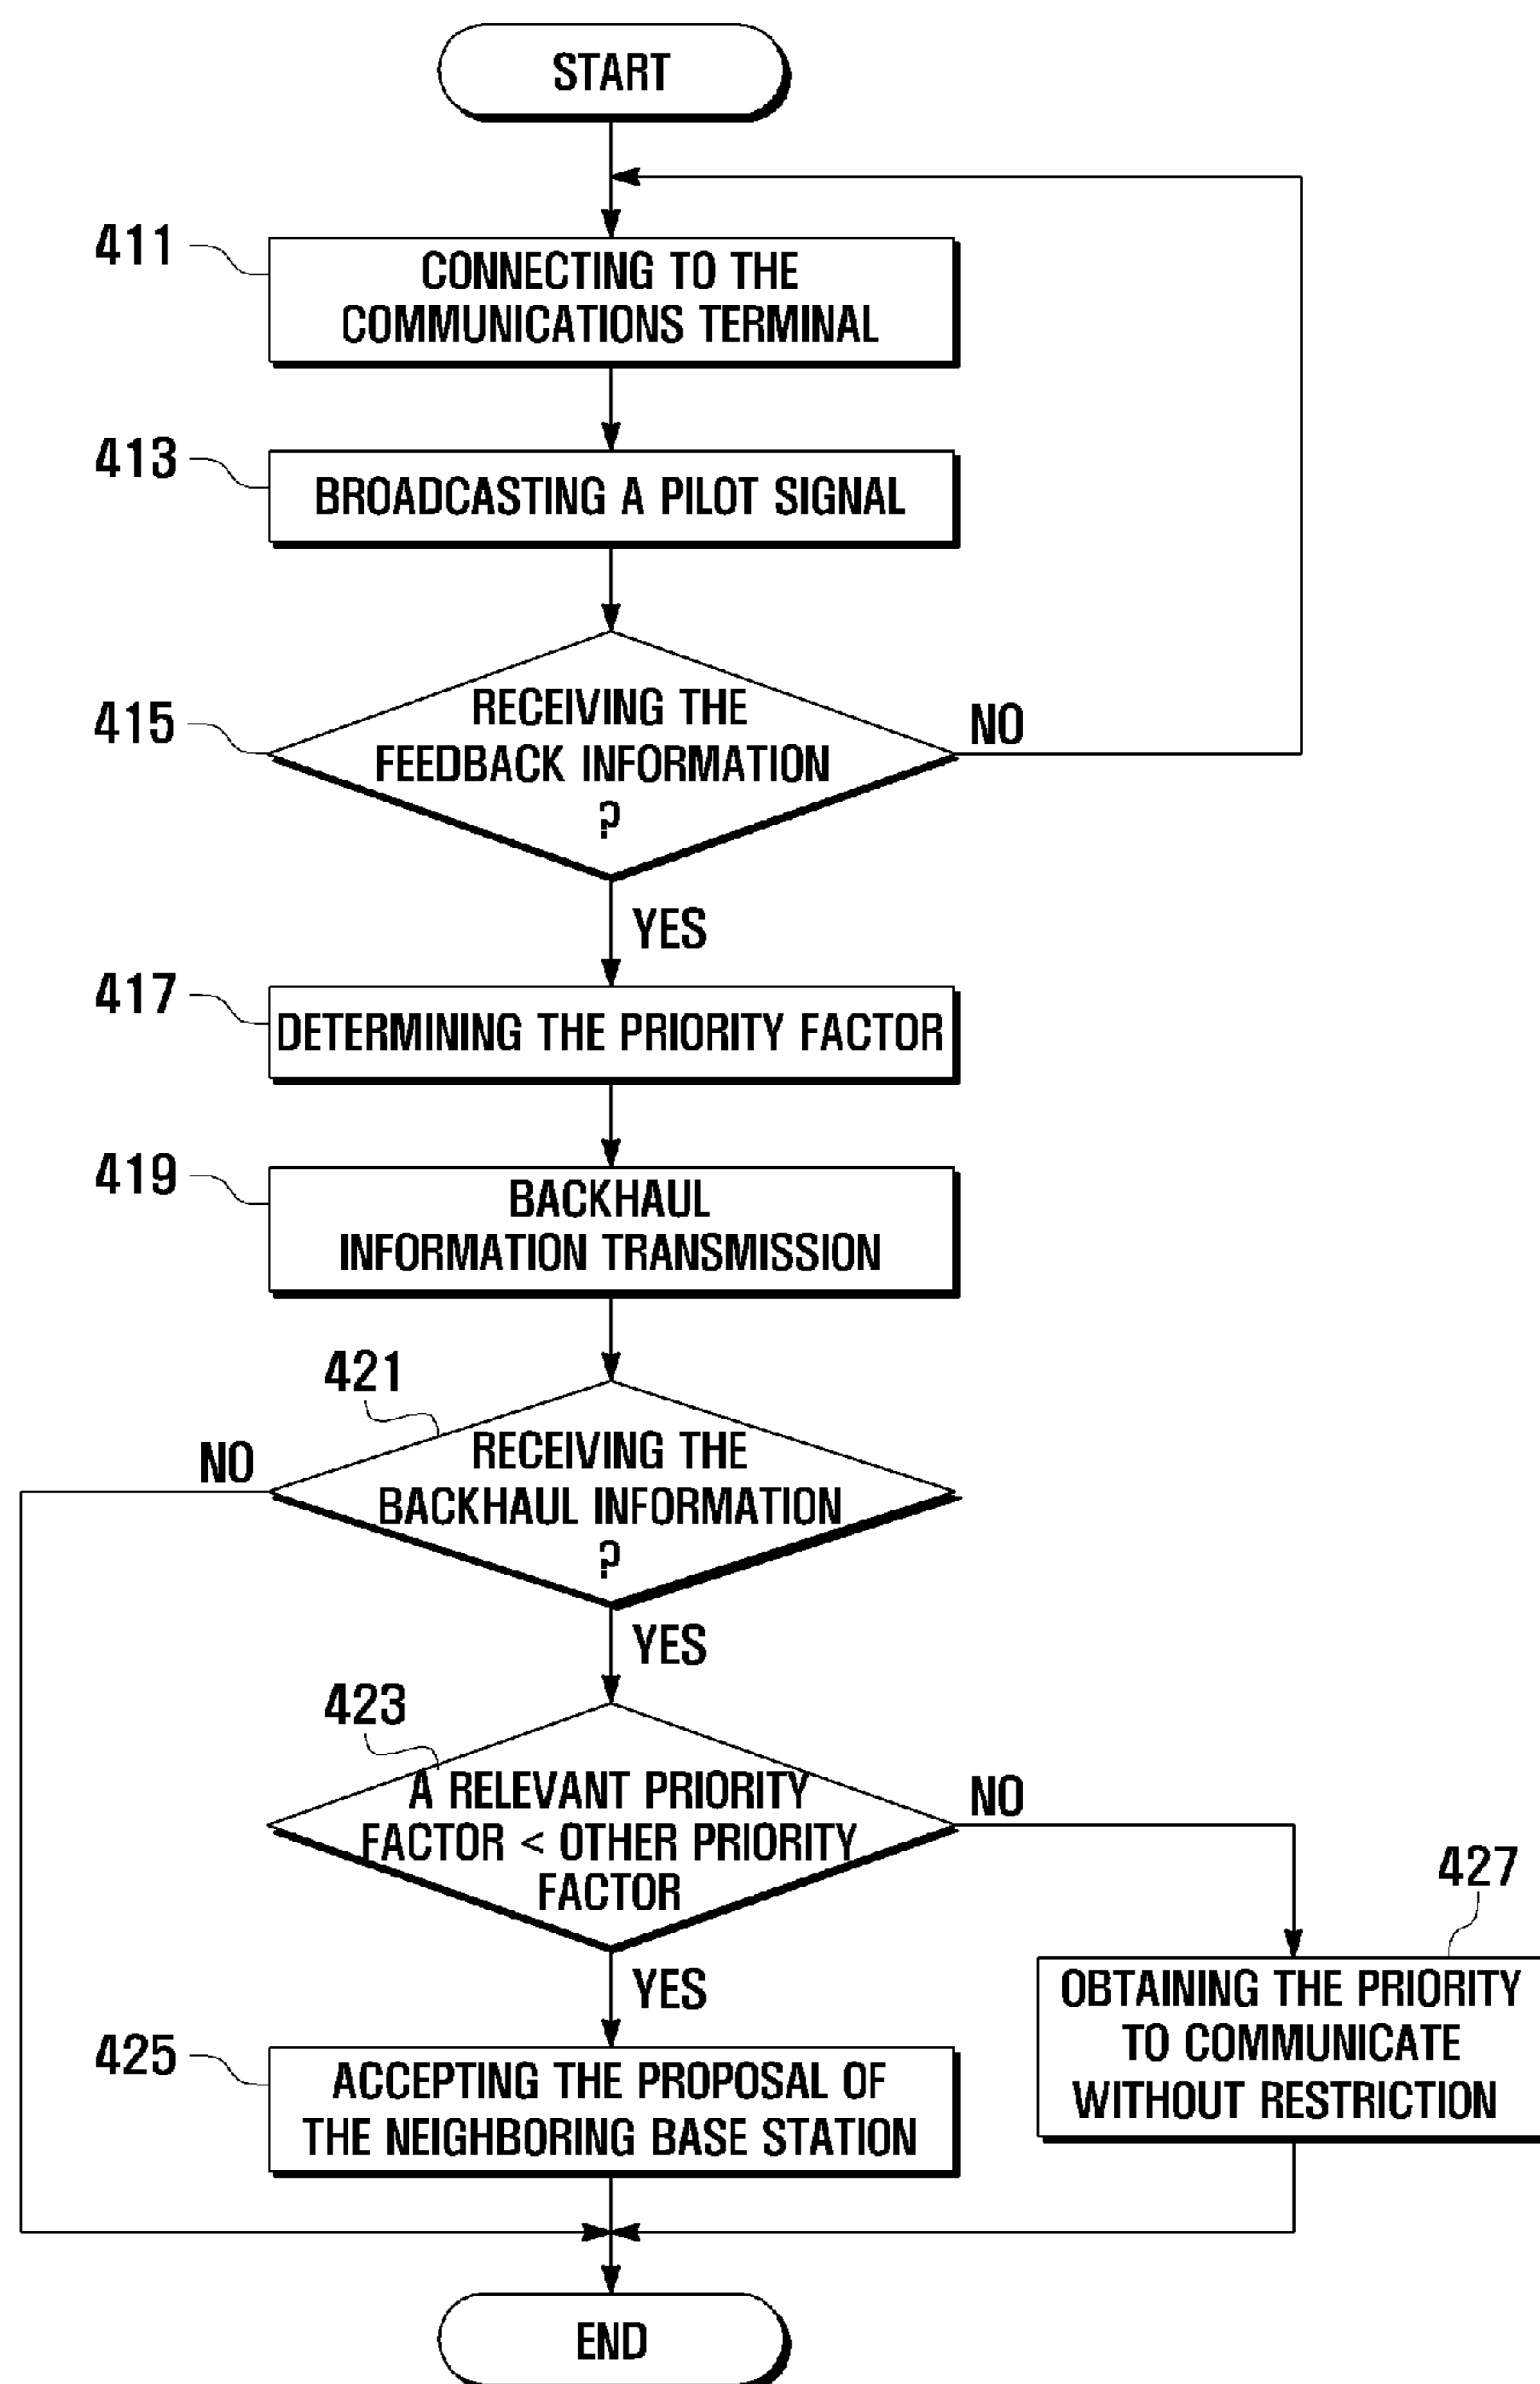 START
411
CONNECTING TO THE
COMMUNICATIONS TERMINAL
413
BROADCASTING A PILOT SIGNAL
415
RECEIVING THE
FEEDBACK INFORMATION
?
NO
YES
417
DETERMINING THE PRIORITY FACTOR
419
BACKHAUL
INFORMATION TRANSMISSION
421
NO
RECEIVING THE
BACKHAUL INFORMATION
?
YES
423
A RELEVANT PRIORITY
FACTOR < OTHER PRIORITY
FACTOR
NO
YES
427
OBTAINING THE PRIORITY
TO COMMUNICATE
WITHOUT RESTRICTION
425
ACCEPTING THE PROPOSAL OF
THE NEIGHBORING BASE STATION
END